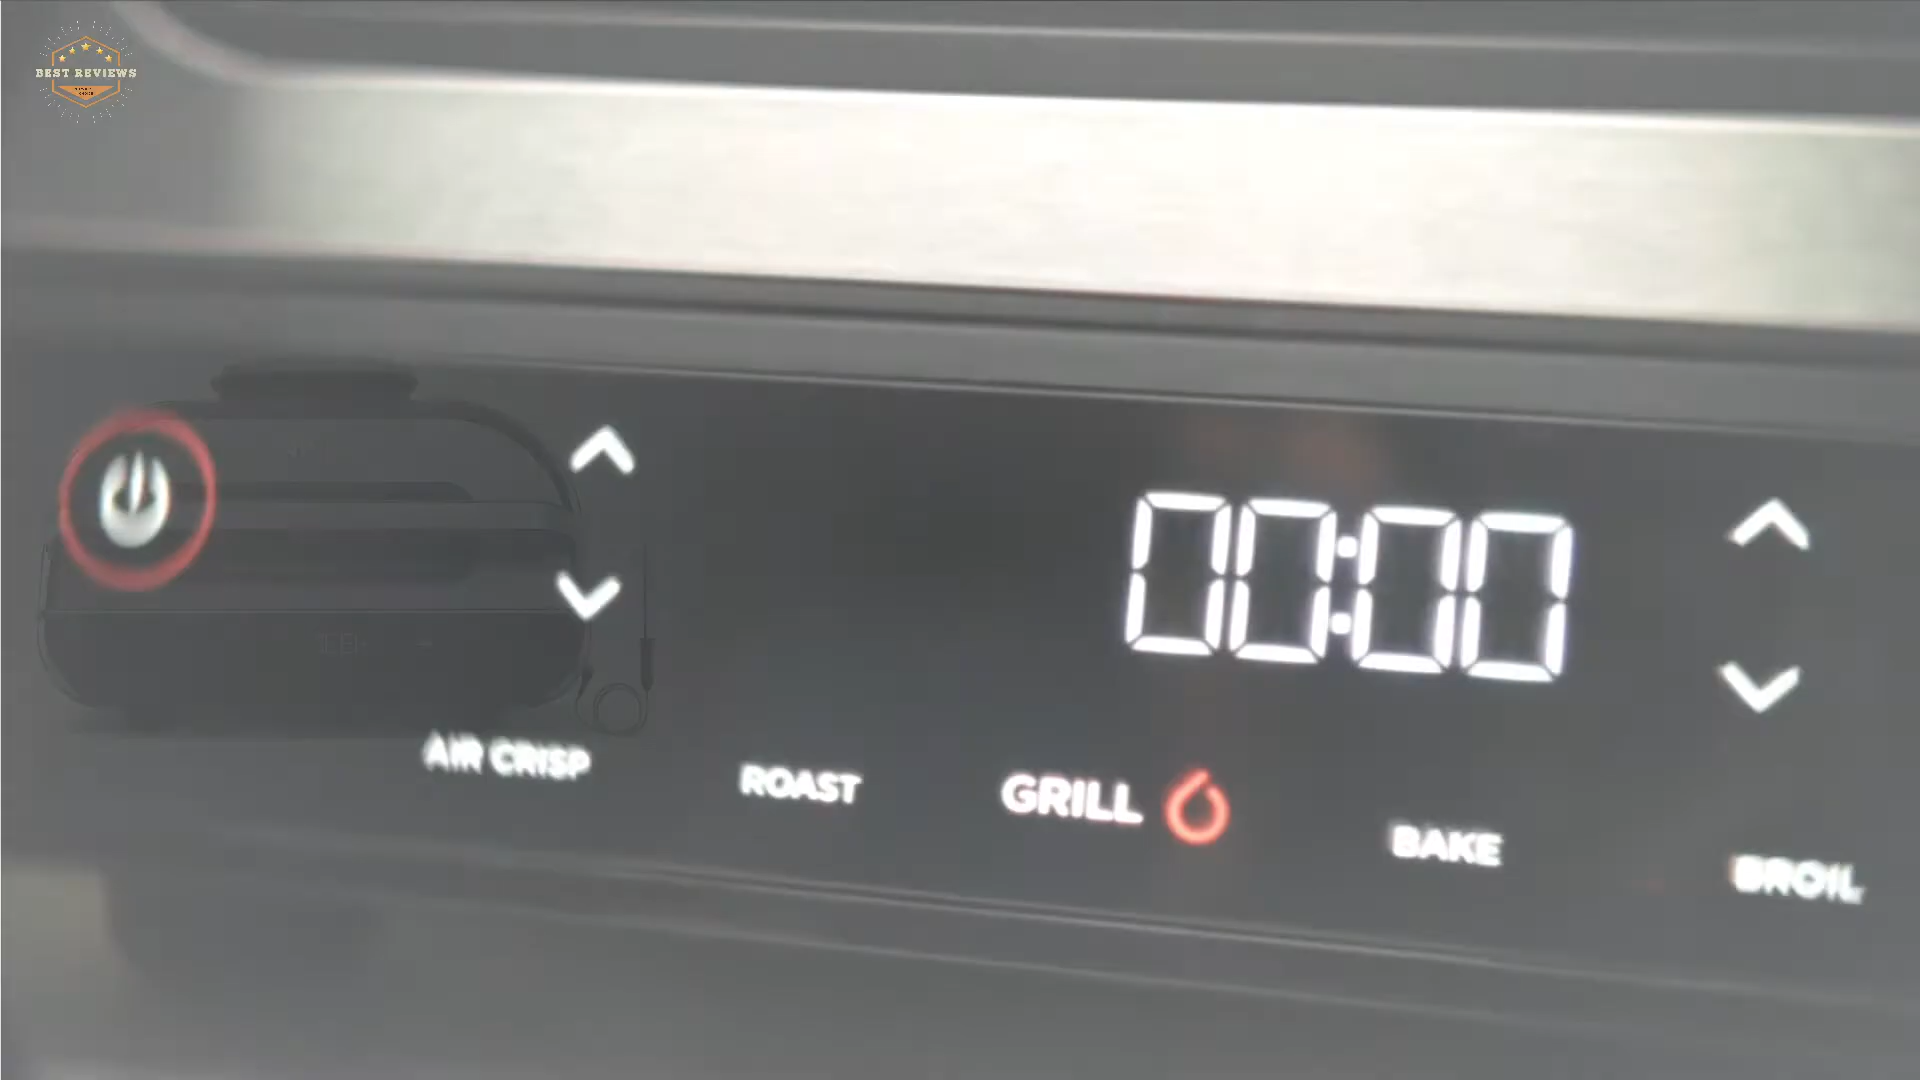 BEST REVIEWS
00:00
AIR CRISP
ROAST
GRILL
BAKE
BROIL